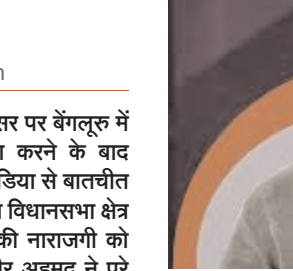 सर पर बेंगलूरु में
करने के बाद
डिया से बातचीत
विधानसभा क्षेत्र
की नाराजगी को
अहमद ने पूरे